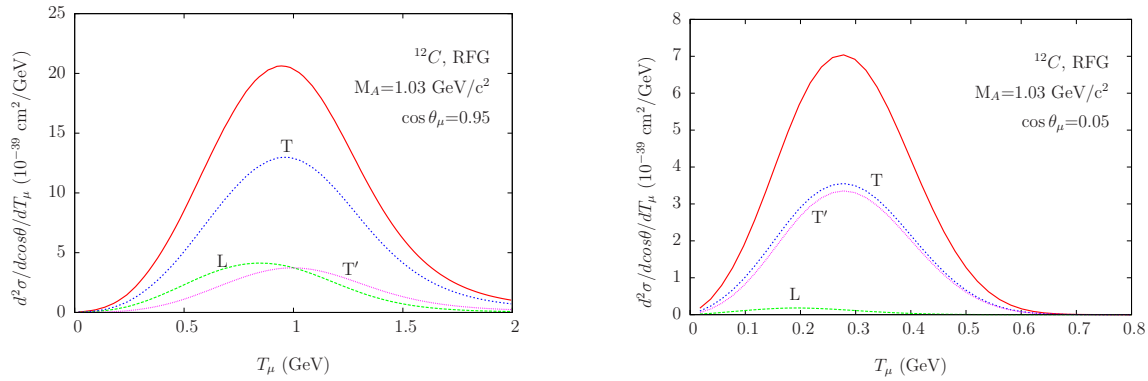 d²σ/dcosθ/dTμ (10⁻³⁹ cm²/GeV)
25
20
15
10
5
0
0
0.5
1
1.5
2
Tμ (GeV)
¹²C, RFG
M_A=1.03 GeV/c²
cos θμ=0.95
T
L
T′
d²σ/dcosθ/dTμ (10⁻³⁹ cm²/GeV)
8
7
6
5
4
3
2
1
0
0
0.1
0.2
0.3
0.4
0.5
0.6
0.7
0.8
Tμ (GeV)
¹²C, RFG
M_A=1.03 GeV/c²
cos θμ=0.05
T
T′
L